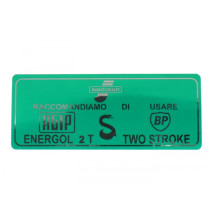 RACCOMANDIAMO DI USARE
AGIP S BP
ENERGOL 2 T TWO STROKE